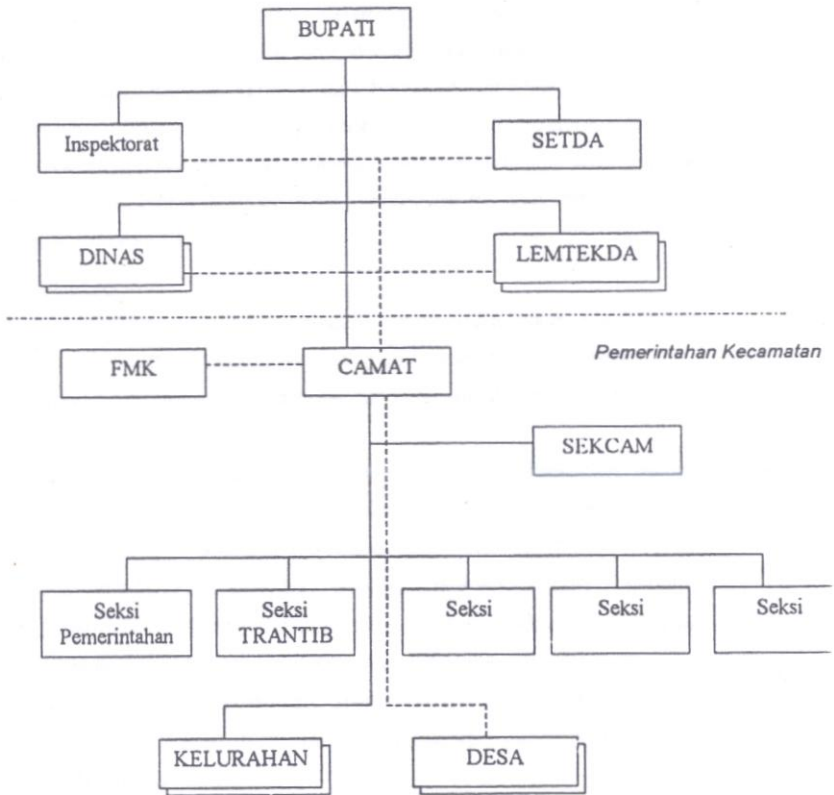 BUPATI
Inspektorat
SETDA
DINAS
LEMTEKDA
Pemerintahan Kecamatan
FMK
CAMAT
SEKCAM
Seksi
Pemerintahan
Seksi
TRANTIB
Seksi
Seksi
Seksi
KELURAHAN
DESA